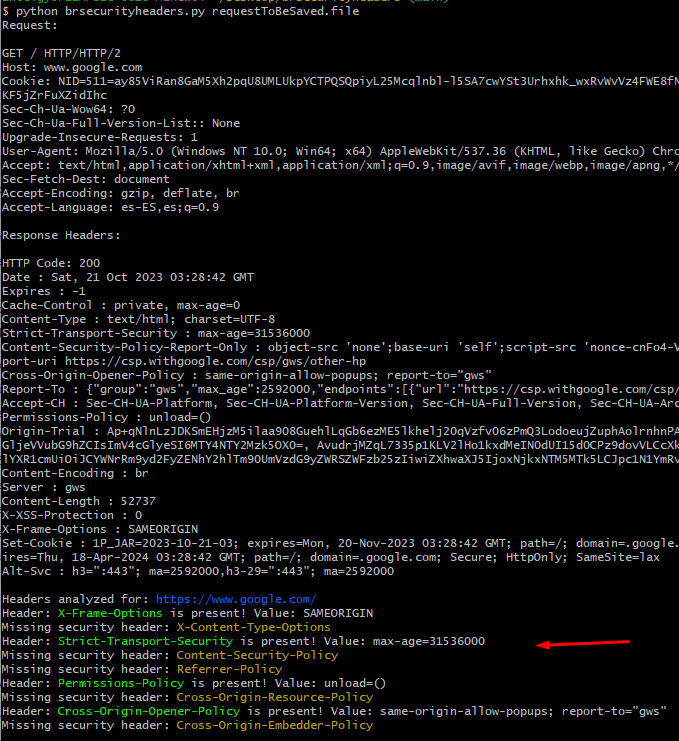 $ python brsecurityheaders.py requestToBeSaved.file
Request:
GET / HTTP/HTTP/2
Host: www.google.com
Cookie:
KF5jZrFuXZidIhc
Sec-Ch-Ua-Wow64: ?0
Sec-Ch-Ua-Full-Version-List:: None
Upgrade-Insecure-Requests: 1
User-Agent: Mozilla/5.0 (Windows NT 10.0; Win64; x64) AppleWebKit/537.36 (KHTML, like Gecko) Chro
Accept: text/html,application/xhtml+xml,application/xml;q=0.9,image/avif,image/webp,image/apng,*/
Sec-Fetch-Dest: document
Accept-Encoding: gzip, deflate, br
Accept-Language: es-ES,es;q=0.9
Response Headers:
HTTP Code: 200
Date : Sat, 21 Oct 2023 03:28:42 GMT
Expires : -1
Cache-Control : private, max-age=0
Content-Type : text/html; charset=UTF-8
Strict-Transport-Security : max-age=31536000
Content-Security-Policy-Report-Only : object-src 'none';base-uri 'self';script-src 'nonce-cnFo4-V
port-uri https://csp.withgoogle.com/csp/gws/other-hp
Cross-Origin-Opener-Policy : same-origin-allow-popups; report-to="gws"
Report-To : {"group":"gws","max_age":2592000,"endpoints":[{"url":"https://csp.withgoogle.com/csp/
Accept-CH : Sec-CH-UA-Platform, Sec-CH-UA-Platform-Version, Sec-CH-UA-Full-Version, Sec-CH-UA-Arc
Permissions-Policy : unload=()
Origin-Trial :
Content-Encoding : br
Server : gws
Content-Length : 52737
X-XSS-Protection : 0
X-Frame-Options : SAMEORIGIN
Set-Cookie : 1P_JAR=2023-10-21-03; expires=Mon, 20-Nov-2023 03:28:42 GMT; path=/; domain=.google.
ires=Thu, 18-Apr-2024 03:28:42 GMT; path=/; domain=.google.com; Secure; HttpOnly; SameSite=lax
Alt-Svc : h3=":443"; ma=2592000,h3-29=":443"; ma=2592000
Headers analyzed for: https://www.google.com/
Header: X-Frame-Options is present! Value: SAMEORIGIN
Missing security header: X-Content-Type-Options
Header: Strict-Transport-Security is present! Value: max-age=31536000
Missing security header: Content-Security-Policy
Missing security header: Referrer-Policy
Header: Permissions-Policy is present! Value: unload=()
Missing security header: Cross-Origin-Resource-Policy
Header: Cross-Origin-Opener-Policy is present! Value: same-origin-allow-popups; report-to="gws"
Missing security header: Cross-Origin-Embedder-Policy